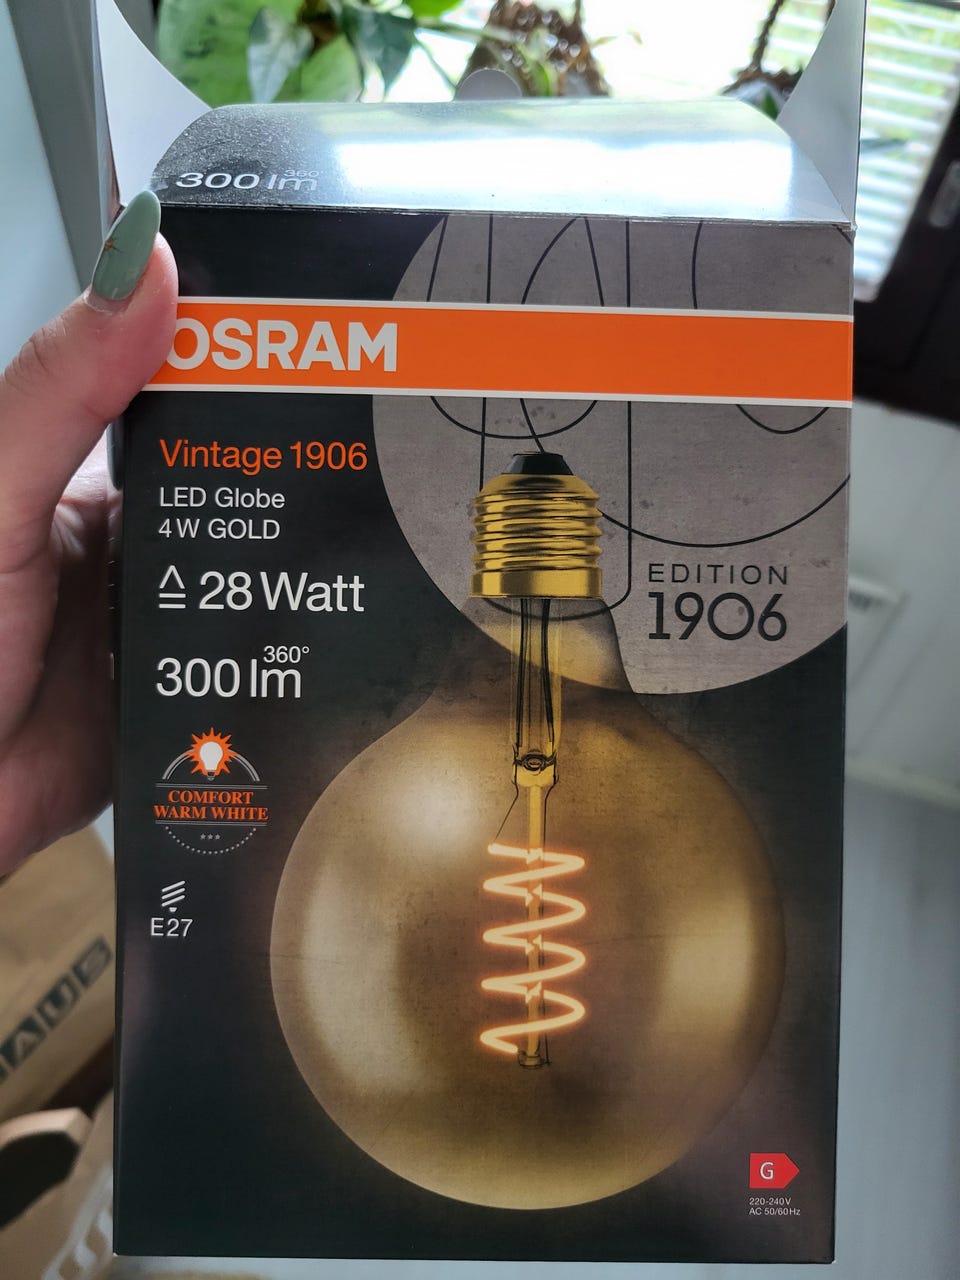 300 lm 360°
OSRAM
Vintage 1906
LED Globe
4W GOLD
≙ 28 Watt
300 lm 360°
COMFORT
WARM WHITE
E27
EDITION
1906
G
220-240V
AC 50/60Hz